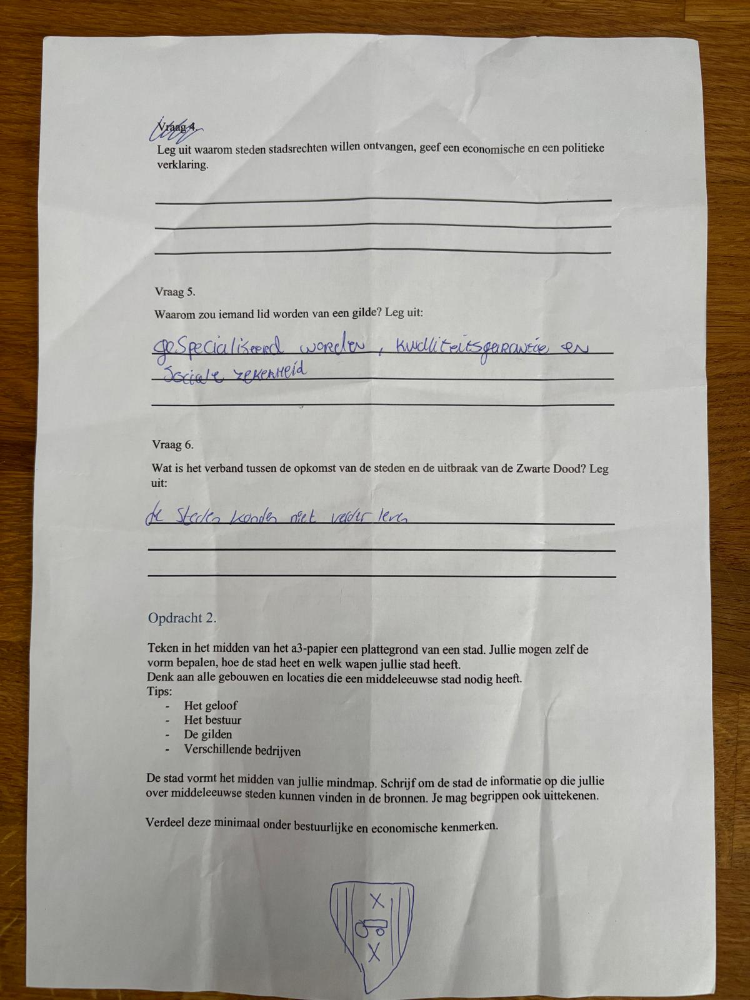 Vraag 4.
Leg uit waarom steden stadsrechten willen ontvangen, geef een economische en een politieke
verklaring.
Vraag 5.
Waarom zou iemand lid worden van een gilde? Leg uit:
gespecialiseerd worden, kwaliteitsgarantie en
sociale zekerheid
Vraag 6.
Wat is het verband tussen de opkomst van de steden en de uitbraak van de Zwarte Dood? Leg
uit:
de steden konden niet verder leven
Opdracht 2.
Teken in het midden van het a3-papier een plattegrond van een stad. Jullie mogen zelf de
vorm bepalen, hoe de stad heet en welk wapen jullie stad heeft.
Denk aan alle gebouwen en locaties die een middeleeuwse stad nodig heeft.
Tips:
- Het geloof
- Het bestuur
- De gilden
- Verschillende bedrijven
De stad vormt het midden van jullie mindmap. Schrijf om de stad de informatie op die jullie
over middeleeuwse steden kunnen vinden in de bronnen. Je mag begrippen ook uittekenen.
Verdeel deze minimaal onder bestuurlijke en economische kenmerken.
X
X